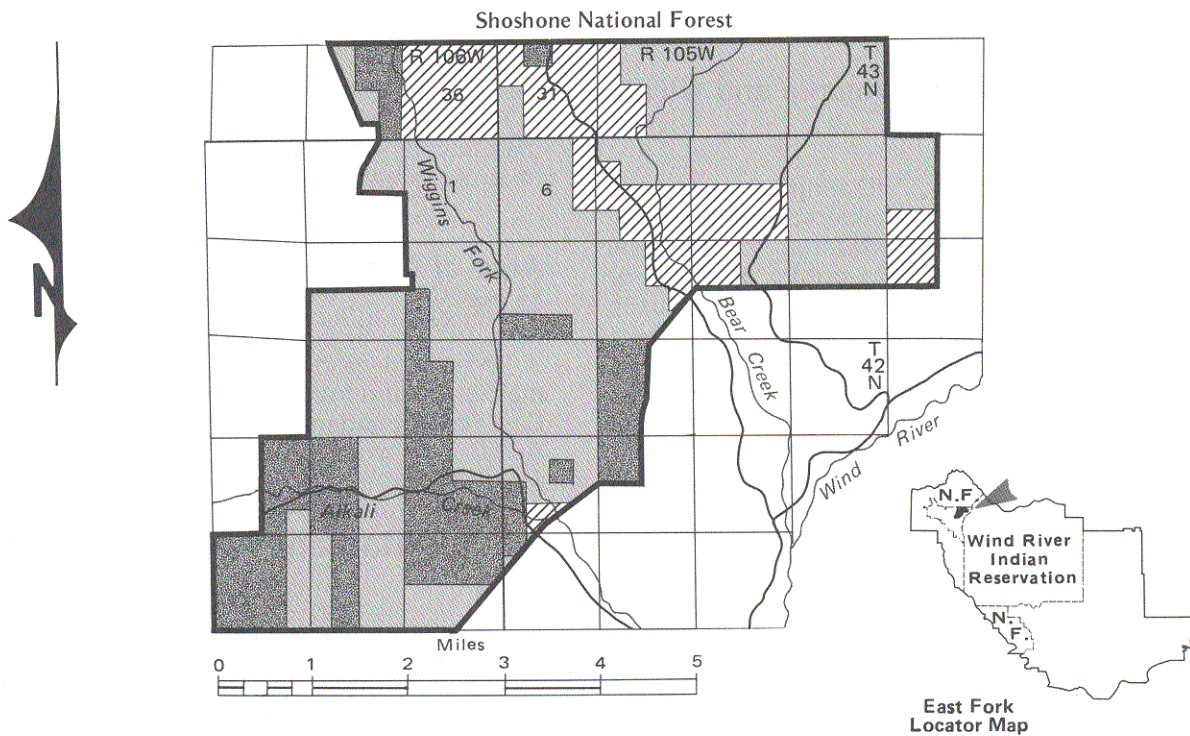 Shoshone National Forest
R 106W
R 105W
T
43
N
36
31
Wiggins
Fork
1
6
Bear
Creek
T
42
N
Wind
River
Alkali
Creek
N
Miles
0 1 2 3 4 5
N.F.
Wind River
Indian
Reservation
N.
F.
East Fork
Locator Map